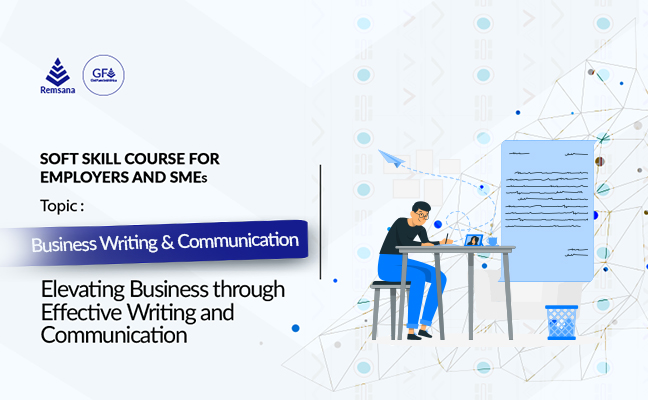 Remsana
GFA
SOFT SKILL COURSE FOR
EMPLOYERS AND SMEs
Topic :
Business Writing & Communication
Elevating Business through
Effective Writing and
Communication